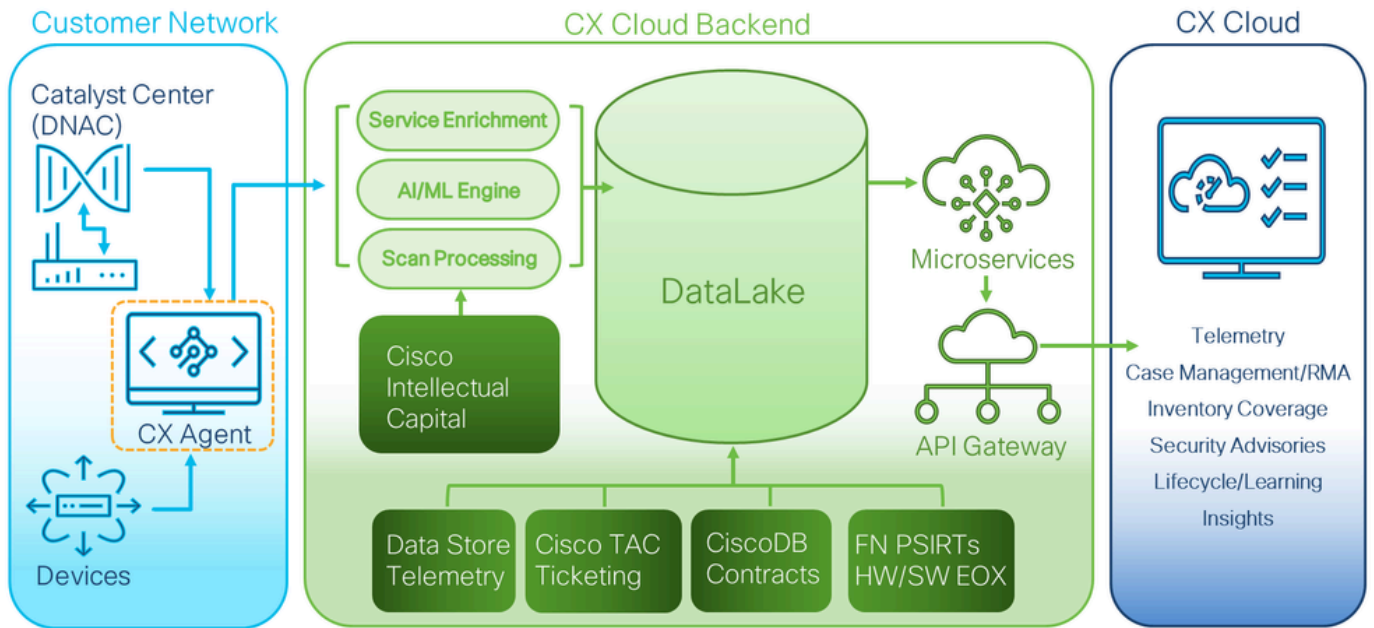 Customer Network
CX Cloud Backend
CX Cloud
Catalyst Center
(DNAC)
CX Agent
Devices
Service Enrichment
AI/ML Engine
Scan Processing
Cisco
Intellectual
Capital
DataLake
Microservices
API Gateway
Data Store
Telemetry
Cisco TAC
Ticketing
CiscoDB
Contracts
FN PSIRTs
HW/SW EOX
Telemetry
Case Management/RMA
Inventory Coverage
Security Advisories
Lifecycle/Learning
Insights